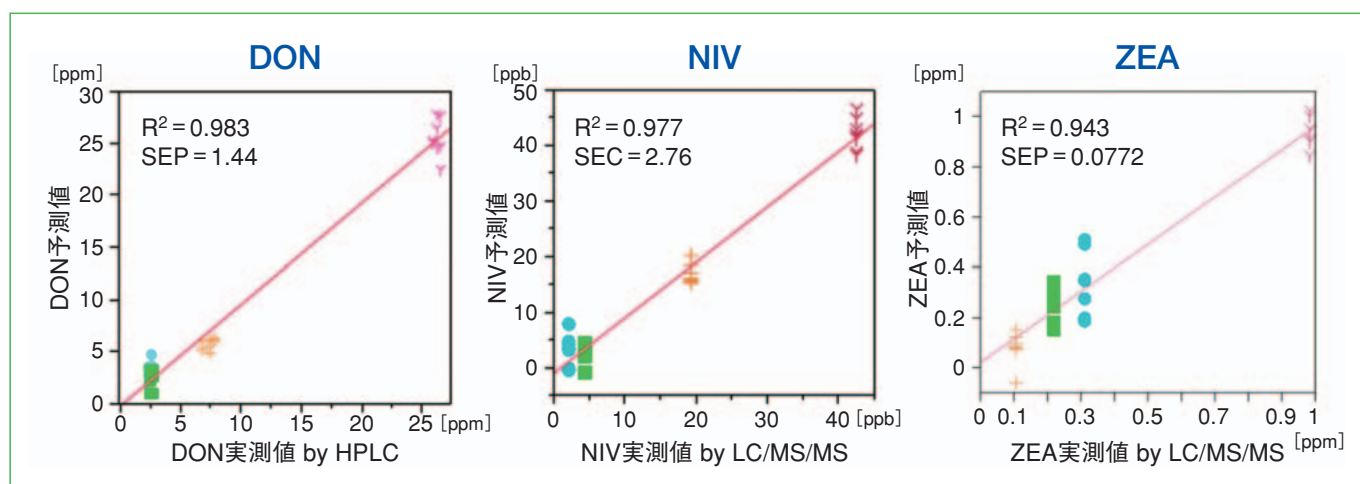 DON
[ppm]
R² = 0.983
SEP = 1.44
30
25
20
15
10
5
0
DON予測値
0 5 10 15 20 25 [ppm]
DON実測値 by HPLC
NIV
[ppb]
R² = 0.977
SEC = 2.76
50
40
30
20
10
0
NIV予測値
0 10 20 30 40 [ppb]
NIV実測値 by LC/MS/MS
ZEA
[ppm]
R² = 0.943
SEP = 0.0772
1
0.8
0.6
0.4
0.2
0
ZEA予測値
0 0.1 0.3 0.5 0.7 0.8 1
[ppm]
ZEA実測値 by LC/MS/MS